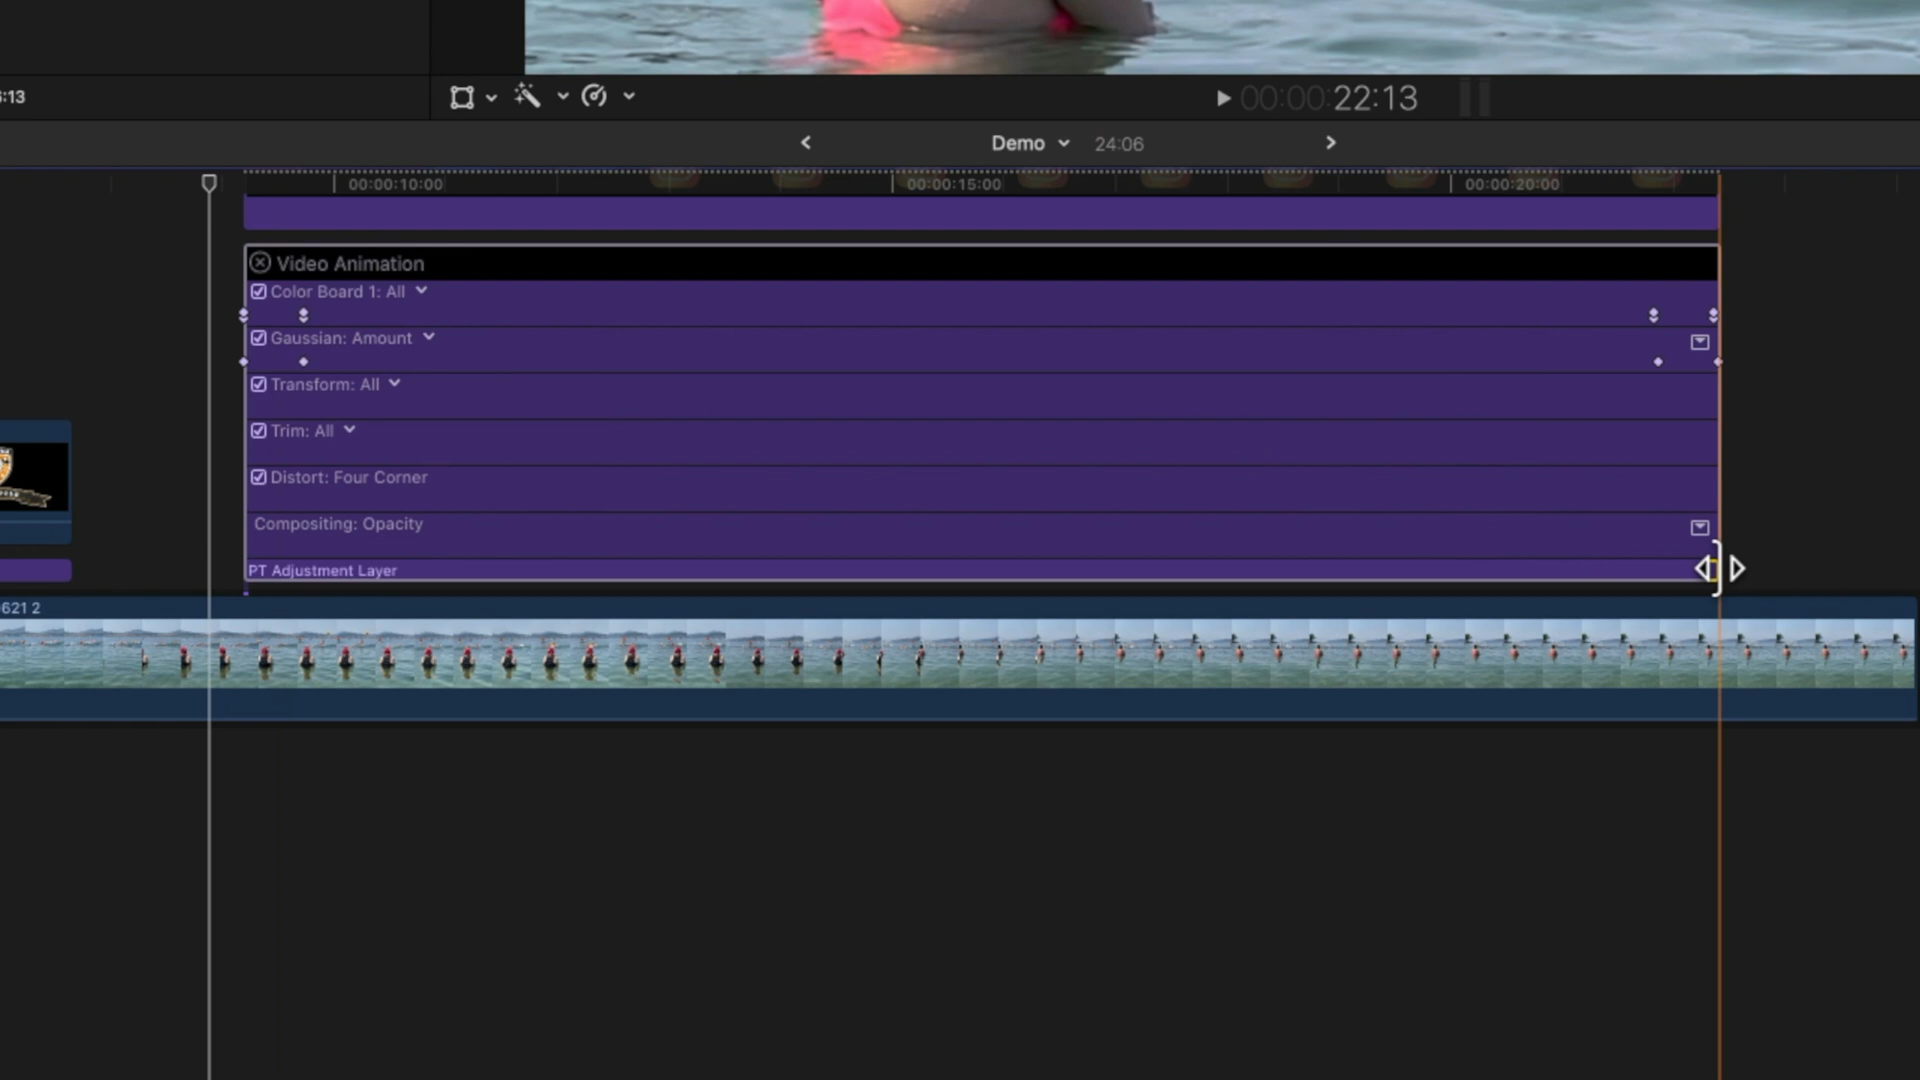 :13
00:00:22:13
Demo
24:06
00:00:10:00
00:00:15:00
00:00:20:00
Video Animation
Color Board 1: All
Gaussian: Amount
Transform: All
Trim: All
Distort: Four Corner
Compositing: Opacity
PT Adjustment Layer
621 2